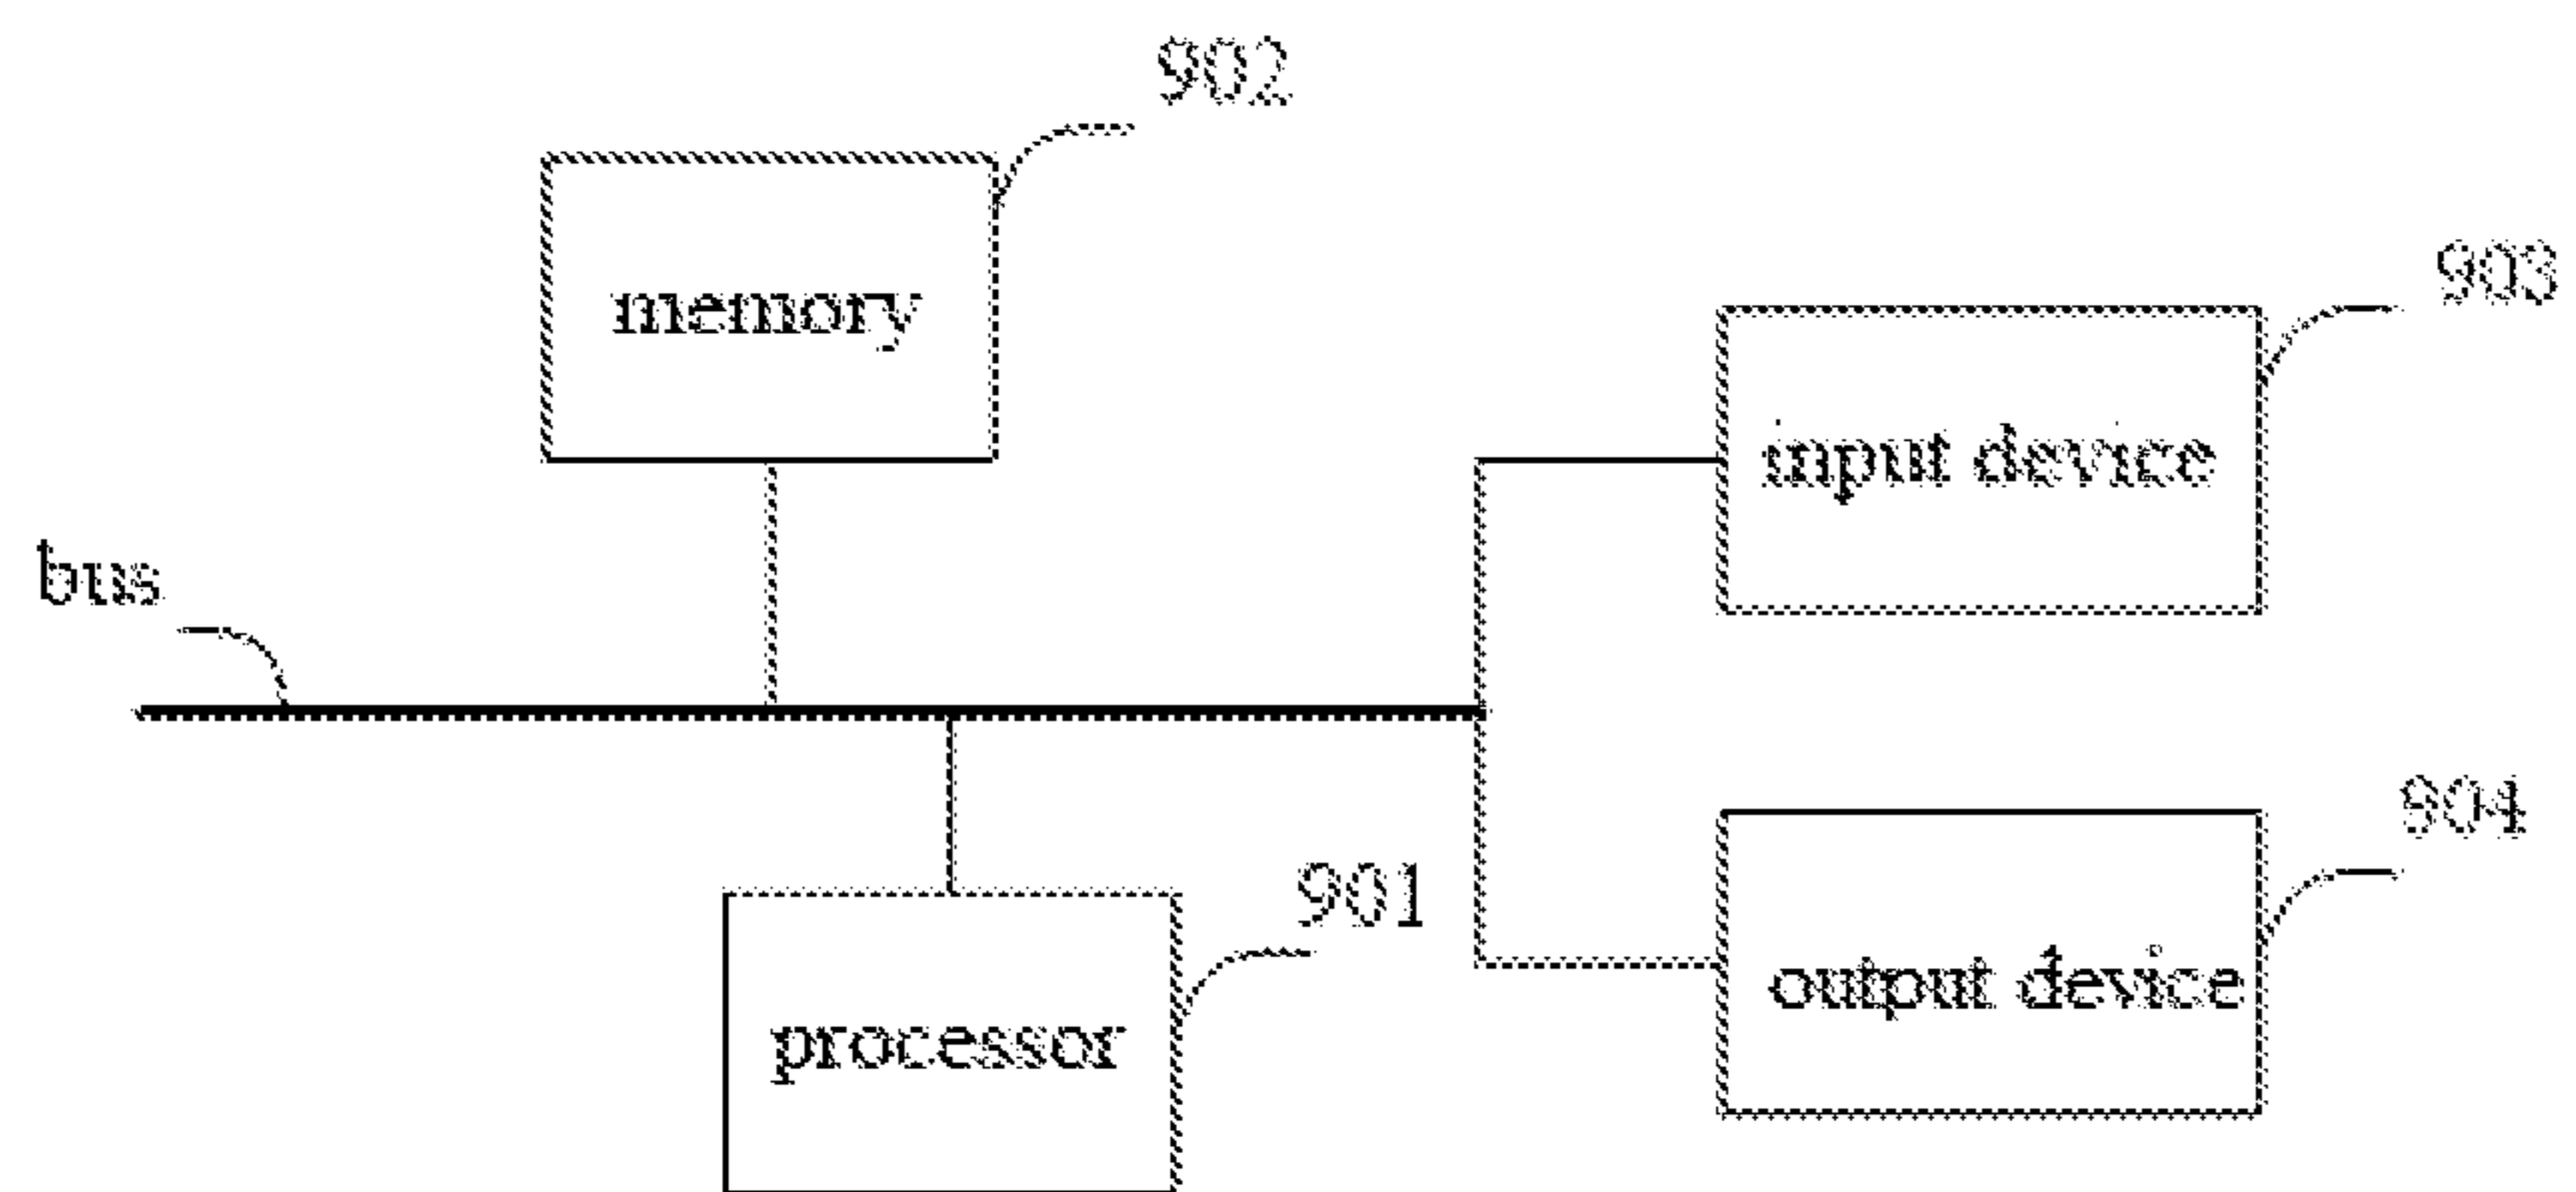 902
memory
903
input device
bus
904
output device
901
processor